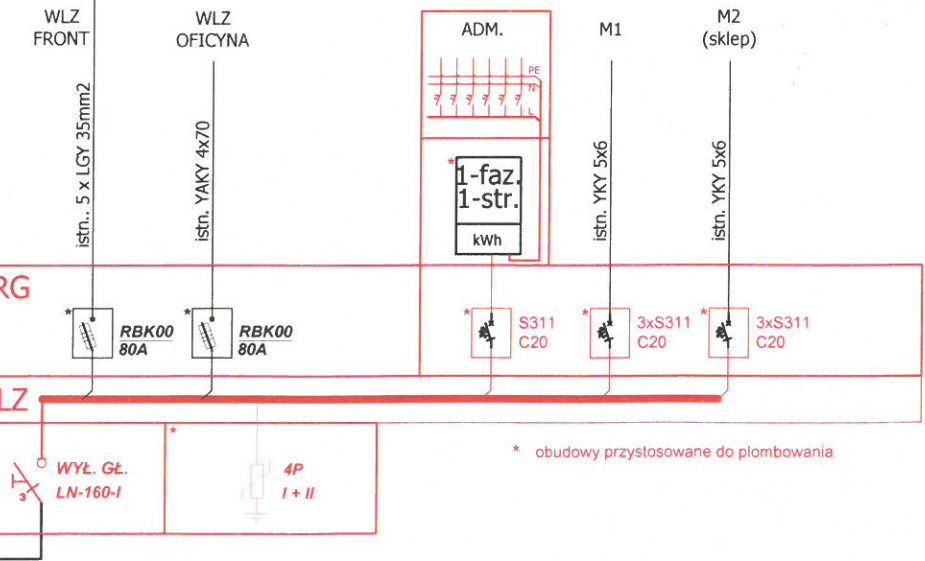 WLZ
FRONT
WLZ
OFICYNA
ADM.
M1
M2
(sklep)
PE
N
L
istn.. 5 x LGY 35mm2
istn. YAKY 4x70
* 1-faz.
1-str.
kWh
istn. YKY 5x6
istn. YKY 5x6
RG
* RBK00
80A
* RBK00
80A
* S311
C20
* 3xS311
C20
* 3xS311
C20
LZ
WYŁ. GŁ.
LN-160-I
3
*
4P
I + II
* obudowy przystosowane do plombowania